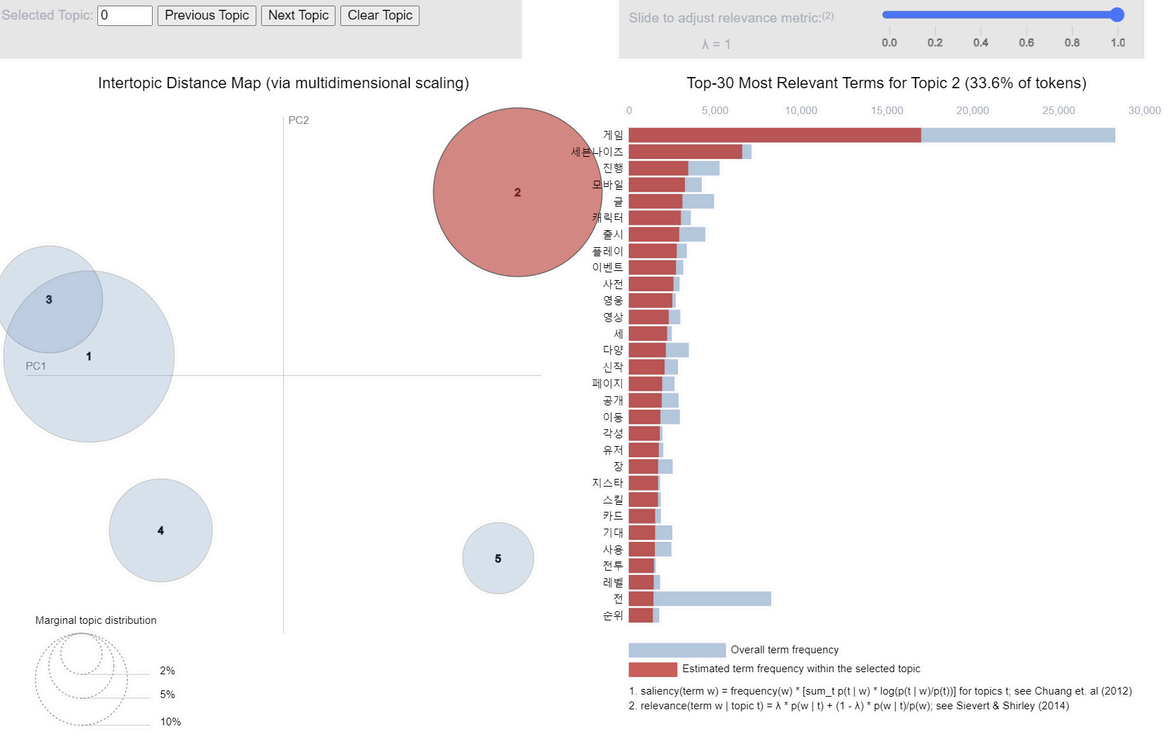 Selected Topic: 0 Previous Topic Next Topic Clear Topic
Slide to adjust relevance metric:(2)
λ = 1
0.0 0.2 0.4 0.6 0.8 1.0
Intertopic Distance Map (via multidimensional scaling)
PC2
2
3
1
PC1
4
5
Marginal topic distribution
2%
5%
10%
Top-30 Most Relevant Terms for Topic 2 (33.6% of tokens)
0 5,000 10,000 15,000 20,000 25,000 30,000
게임
세븐나이츠
진행
모바일
글
캐릭터
출시
플레이
이벤트
사전
영웅
영상
세
다양
신작
페이지
공개
이동
각성
유저
장
지스타
스킬
카드
기대
사용
전투
레벨
전
순위
Overall term frequency
Estimated term frequency within the selected topic
1. saliency(term w) = frequency(w) * [sum_t p(t | w) * log(p(t | w)/p(t))] for topics t; see Chuang et. al (2012)
2. relevance(term w | topic t) = λ * p(w | t) + (1 - λ) * p(w | t)/p(w); see Sievert & Shirley (2014)